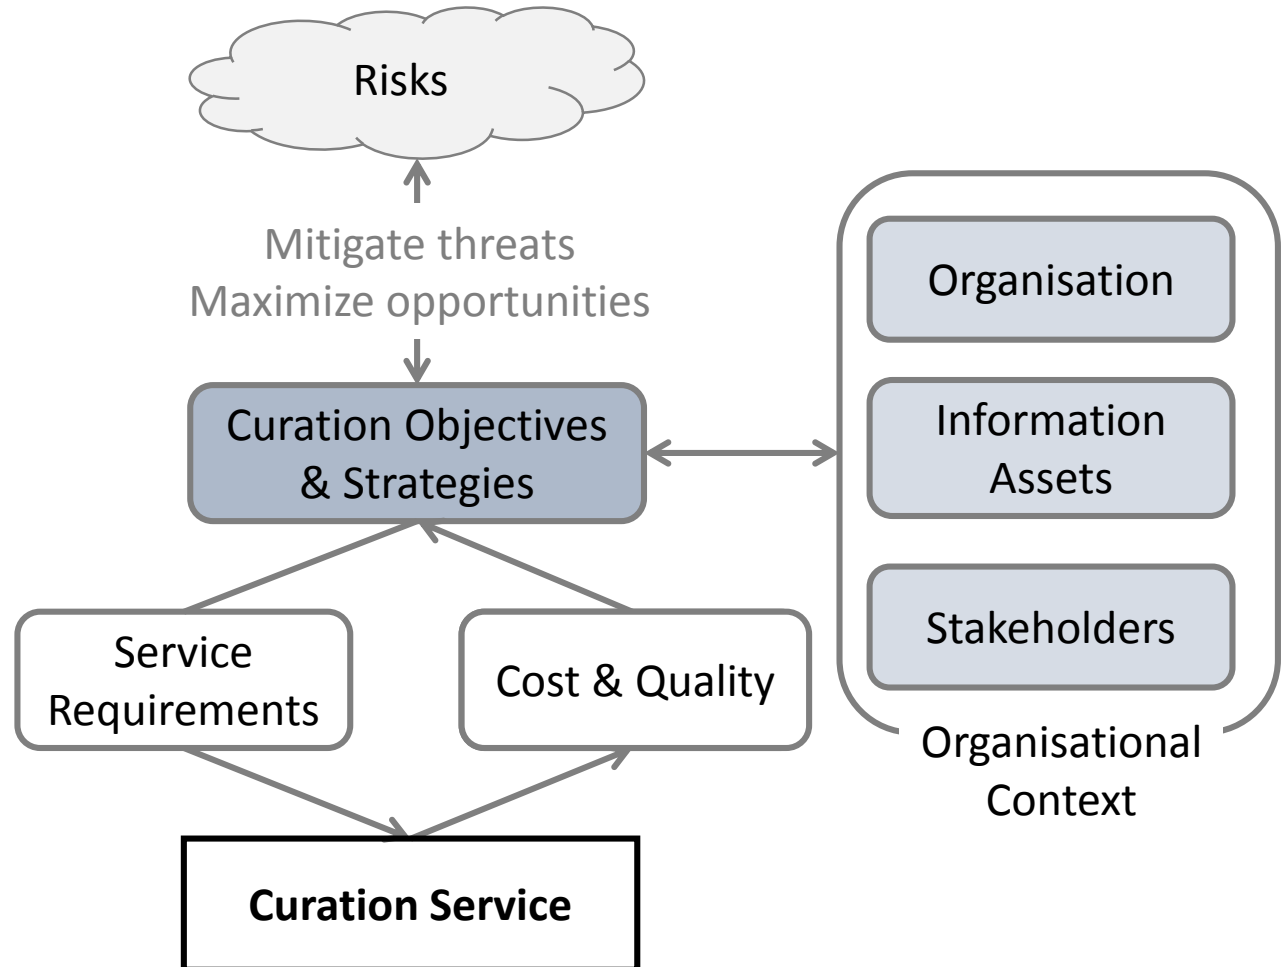 Risks
Mitigate threats
Maximize opportunities
Curation Objectives
& Strategies
Service
Requirements
Cost & Quality
Curation Service
Organisation
Information
Assets
Stakeholders
Organisational
Context